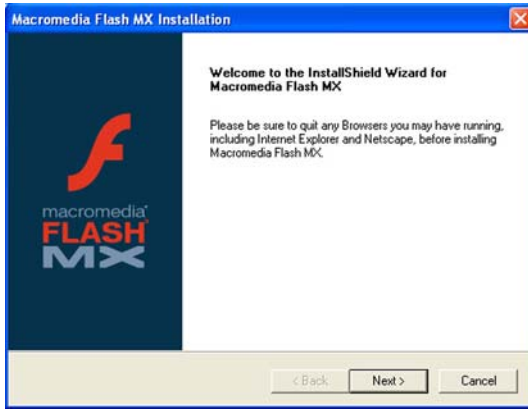 Macromedia Flash MX Installation
Welcome to the InstallShield Wizard for
Macromedia Flash MX
Please be sure to quit any Browsers you may have running,
including Internet Explorer and Netscape, before installing
Macromedia Flash MX.
macromedia
FLASH
MX
< Back
Next >
Cancel